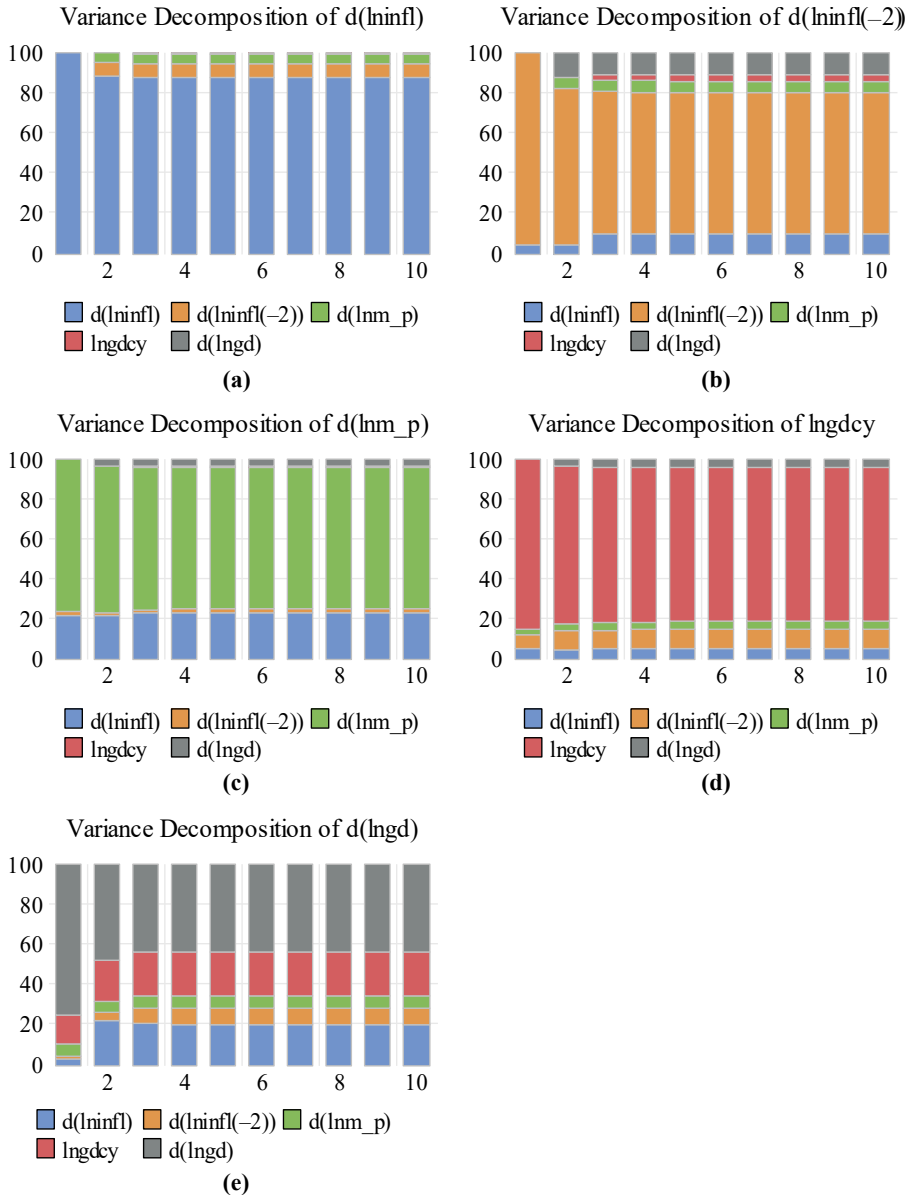 Variance Decomposition of d(lninfl)
100
80
60
40
20
0
2 4 6 8 10
d(lninfl) d(lninfl(–2)) d(lnm_p)
lngdcy d(lngd)
(a)
Variance Decomposition of d(lninfl(–2))
100
80
60
40
20
0
2 4 6 8 10
d(lninfl) d(lninfl(–2)) d(lnm_p)
lngdcy d(lngd)
(b)
Variance Decomposition of d(lnm_p)
100
80
60
40
20
0
2 4 6 8 10
d(lninfl) d(lninfl(–2)) d(lnm_p)
lngdcy d(lngd)
(c)
Variance Decomposition of lngdcy
100
80
60
40
20
0
2 4 6 8 10
d(lninfl) d(lninfl(–2)) d(lnm_p)
lngdcy d(lngd)
(d)
Variance Decomposition of d(lngd)
100
80
60
40
20
0
2 4 6 8 10
d(lninfl) d(lninfl(–2)) d(lnm_p)
lngdcy d(lngd)
(e)